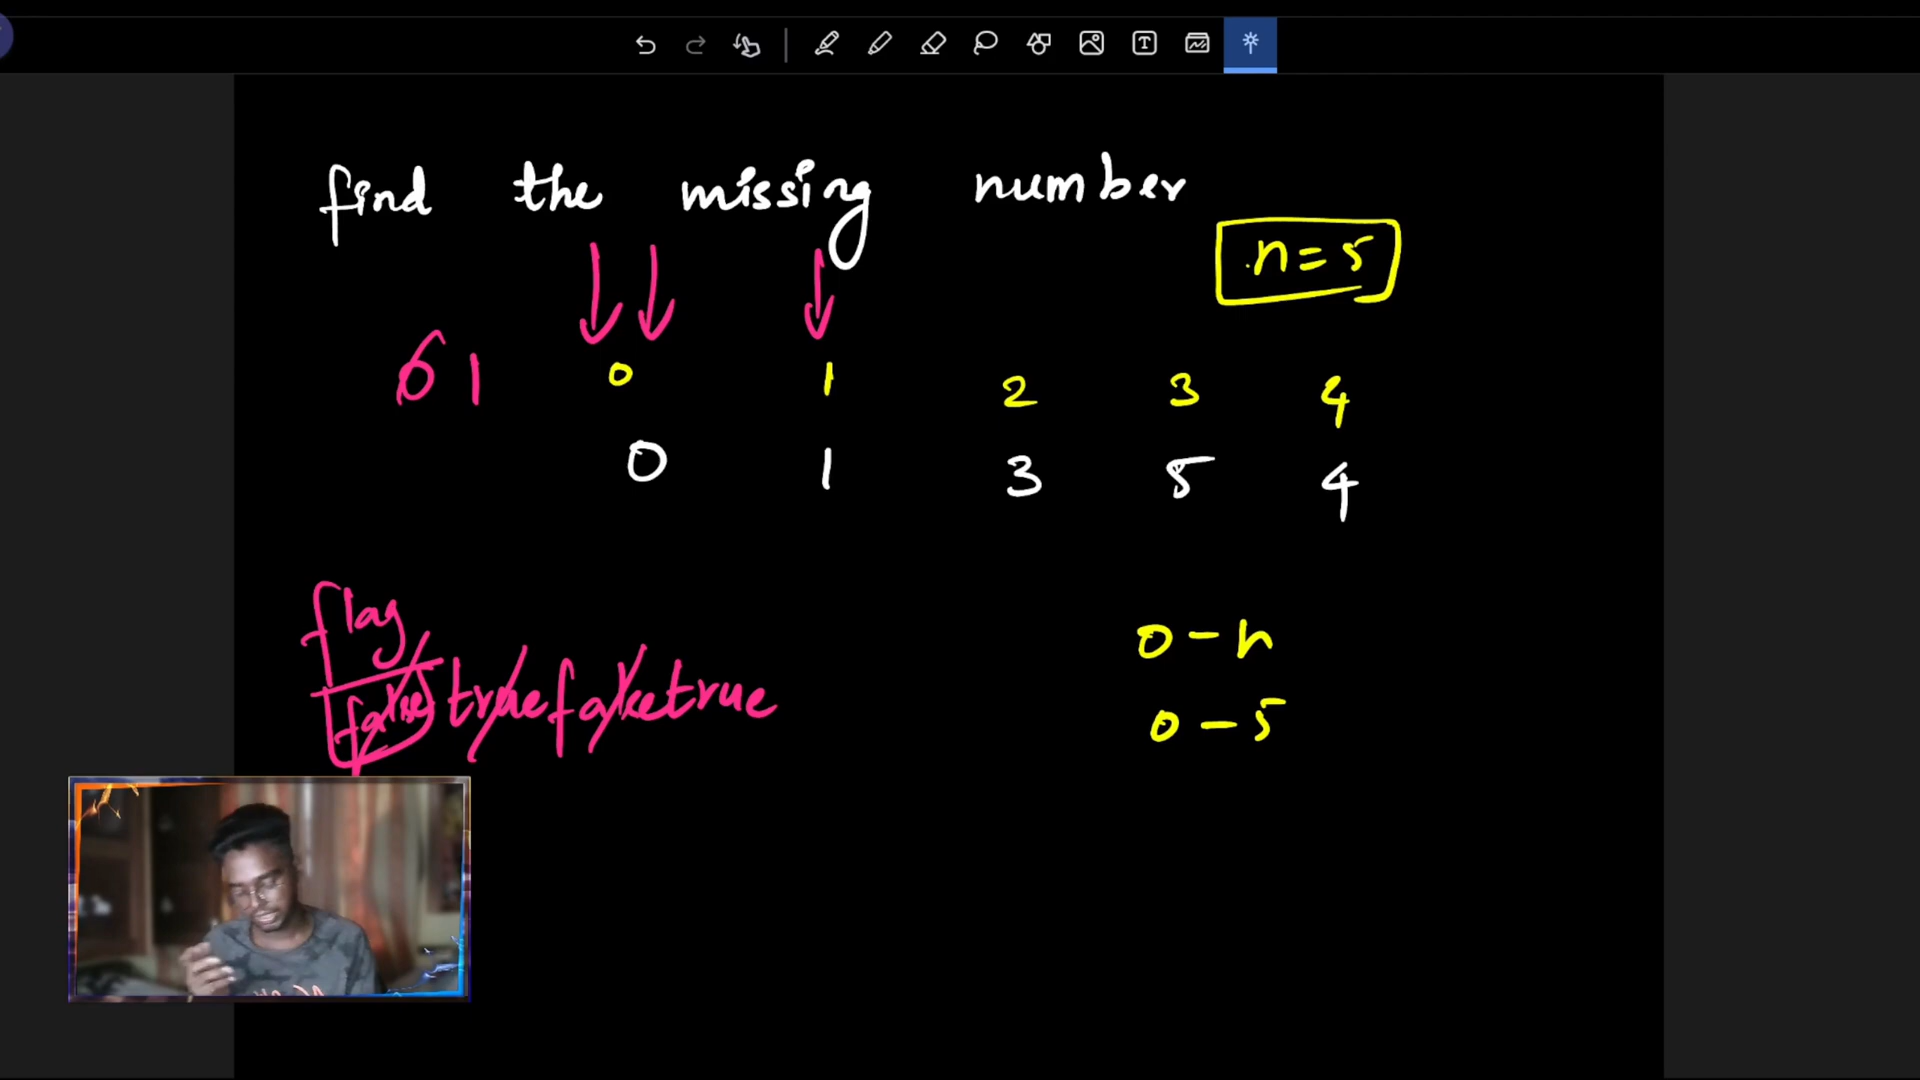 find the missing number
n = 5
0 1 0 1 2 3 4
0 1 3 5 4
flag
false true false true
0 - n
0 - 5